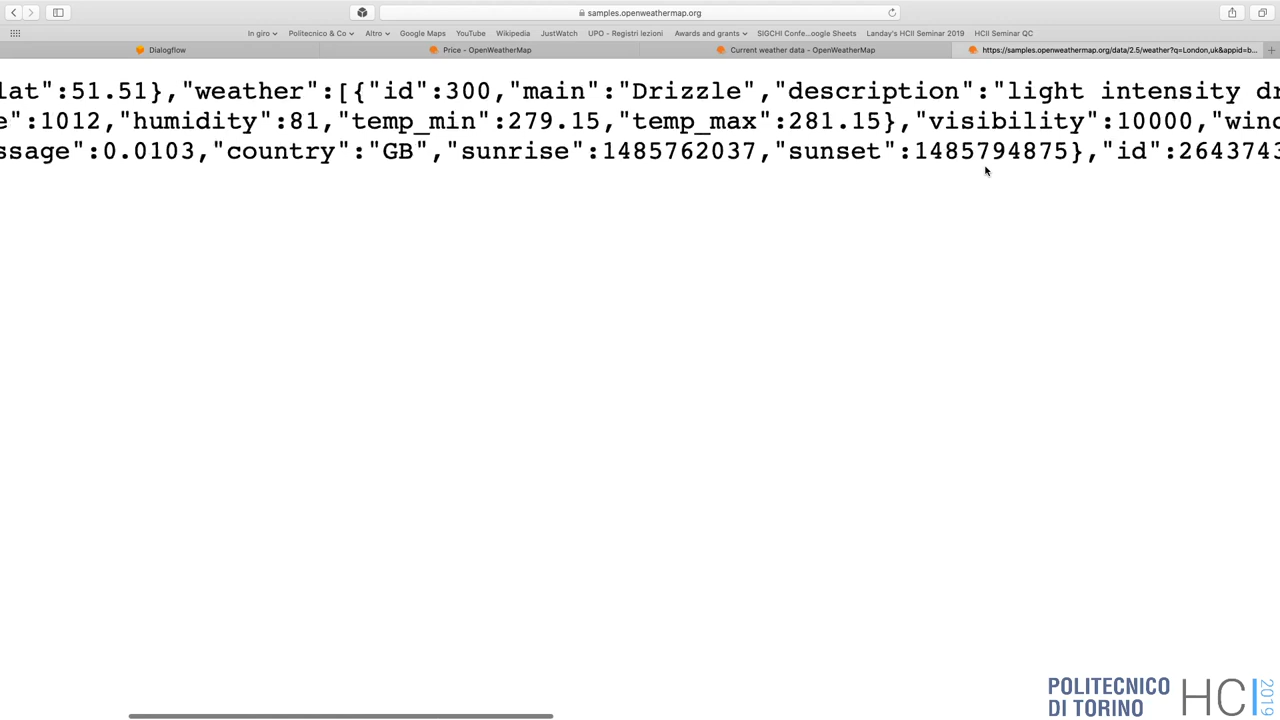 samples.openweathermap.org
In giro Politecnico & Co Altro Google Maps YouTube Wikipedia JustWatch UPO - Registri lezioni Awards and grants SIGCHI Confe...oogle Sheets Landay's HCII Seminar 2019 HCII Seminar QC
Dialogflow Price - OpenWeatherMap Current weather data - OpenWeatherMap https://samples.openweathermap.org/data/2.5/weather?q=London,uk&appid=b...
lat":51.51},"weather":[{"id":300,"main":"Drizzle","description":"light intensity dr
e":1012,"humidity":81,"temp_min":279.15,"temp_max":281.15},"visibility":10000,"wind
ssage":0.0103,"country":"GB","sunrise":1485762037,"sunset":1485794875},"id":2643743
POLITECNICO
DI TORINO
HCI
2019